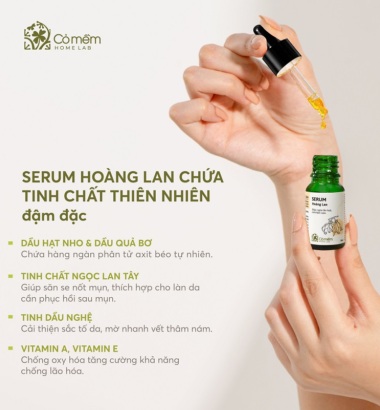 Cỏ mềm
HOME LAB
SERUM HOÀNG LAN CHỨA
TINH CHẤT THIÊN NHIÊN
đậm đặc
DẦU HẠT NHO & DẦU QUẢ BƠ
Chứa hàng ngàn phân tử axit béo tự nhiên.
TINH CHẤT NGỌC LAN TÂY
Giúp săn se nốt mụn, thích hợp cho làn da
cần phục hồi sau mụn.
TINH DẦU NGHỆ
Cải thiện sắc tố da, mờ nhanh vết thâm nám.
VITAMIN A, VITAMIN E
Chống oxy hóa tăng cường khả năng
chống lão hóa.
SERUM
Hoàng Lan
Cỏ mềm